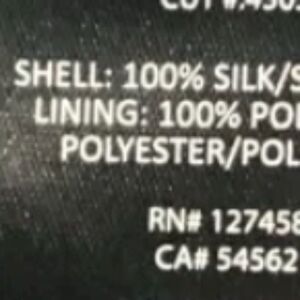 SHELL: 100% SILK/S
LINING: 100% PO
POLYESTER/POL
RN# 127458
CA# 54562